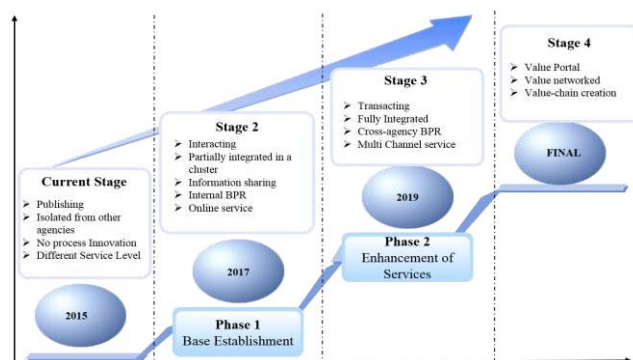 Current Stage
Publishing
Isolated from other
agencies
No process Innovation
Different Service Level
2015
Stage 2
Interacting
Partially integrated in a
cluster
Information sharing
Internal BPR
Online service
2017
Phase 1
Base Establishment
Stage 3
Transacting
Fully Integrated
Cross-agency BPR
Multi Channel service
2019
Phase 2
Enhancement of
Services
Stage 4
Value Portal
Value networked
Value-chain creation
FINAL